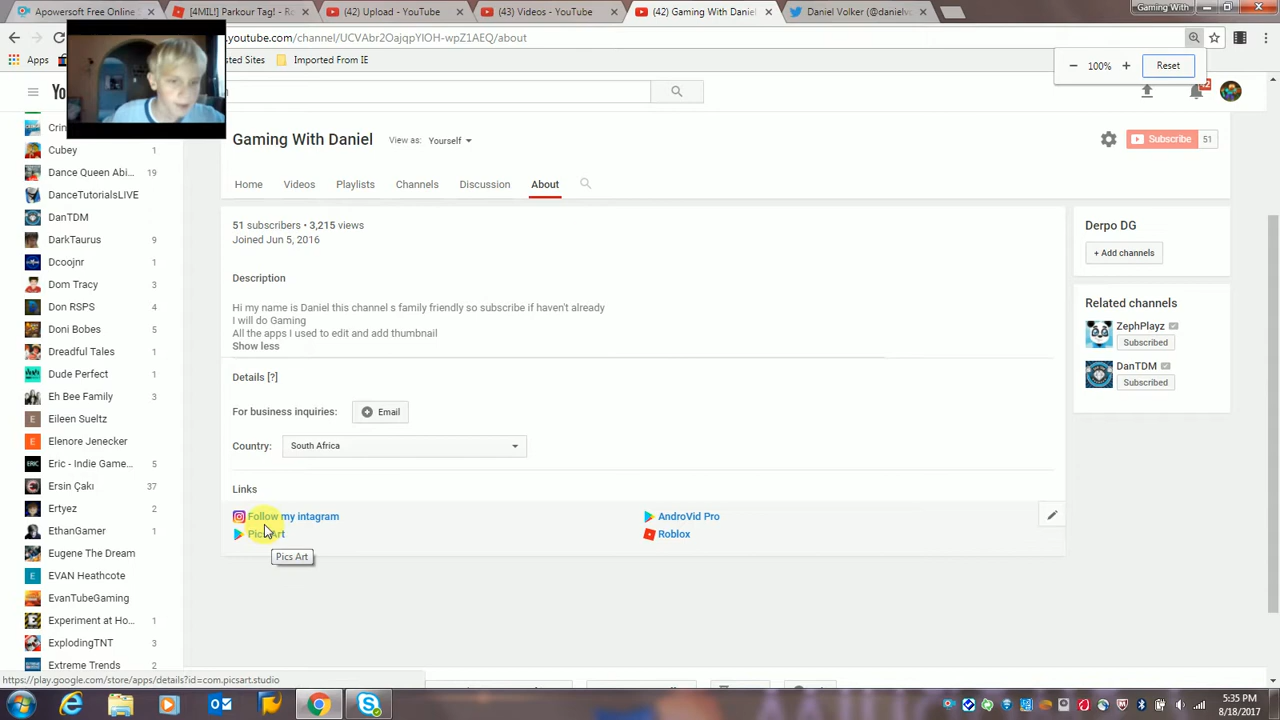 Apowersoft Free Online
[4MIL!] Parkour Tag! - P
(42) Upload - YouTube
(43) Videos - YouTube
(42) Gaming With Daniel
Daniel Van
Gaming With
youtube.com/channel/UCVAbr2OajqpYIOH-wpZ1AEQ/about
Apps
sted Sites
Imported From IE
100%
Reset
Gaming With Daniel
View as:
Yourself
Subscribe
51
Home
Videos
Playlists
Channels
Discussion
About
51 subscribers • 3,215 views
Joined Jun 5, 2016
Description
Hi my name is Daniel this channel s family friendly so subscribe if haven't already
I will do Gaming
All the apps I used to edit and add thumbnail
Show less
Details [?]
For business inquiries:
Email
Country:
South Africa
Links
Follow my intagram
AndroVid Pro
Pics Art
Roblox
Pics Art
Derpo DG
+ Add channels
Related channels
ZephPlayz
Subscribed
DanTDM
Subscribed
Cubey 1
Dance Queen Abi... 19
DanceTutorialsLIVE
DanTDM
DarkTaurus 9
Dcoojnr 1
Dom Tracy 3
Don RSPS 4
Doni Bobes 5
Dreadful Tales 1
Dude Perfect 1
Eh Bee Family 3
Eileen Sueltz
Elenore Jenecker
Eric - Indie Game... 5
Ersin Çakı 37
Ertyez 2
EthanGamer 1
Eugene The Dream
EVAN Heathcote
EvanTubeGaming
Experiment at Ho... 1
ExplodingTNT 3
Extreme Trends 2
https://play.google.com/store/apps/details?id=com.picsart.studio
5:35 PM
8/18/2017